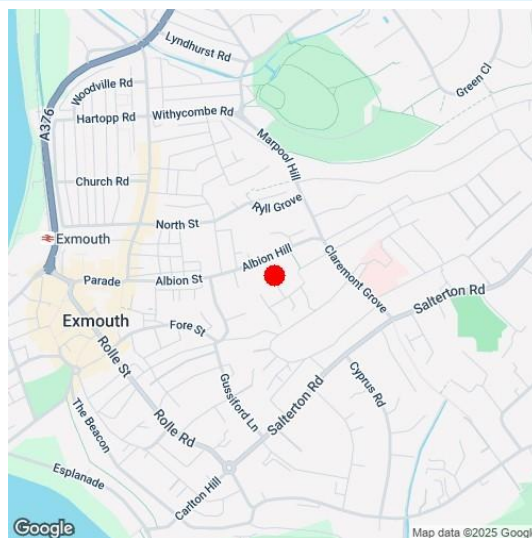 Lyndhurst Rd
Green Cl
Woodville Rd
A376
Hartopp Rd
Withycombe Rd
Marpool Hill
Church Rd
Ryll Grove
North St
Exmouth
Albion Hill
Claremont Grove
Parade
Albion St
Salterton Rd
Exmouth
Fore St
Rolle St
Gussiford Ln
Salterton Rd
Cyprus Rd
The Beacon
Rolle Rd
Esplanade
Carlton Hill
Google
Map data ©2025 Googl